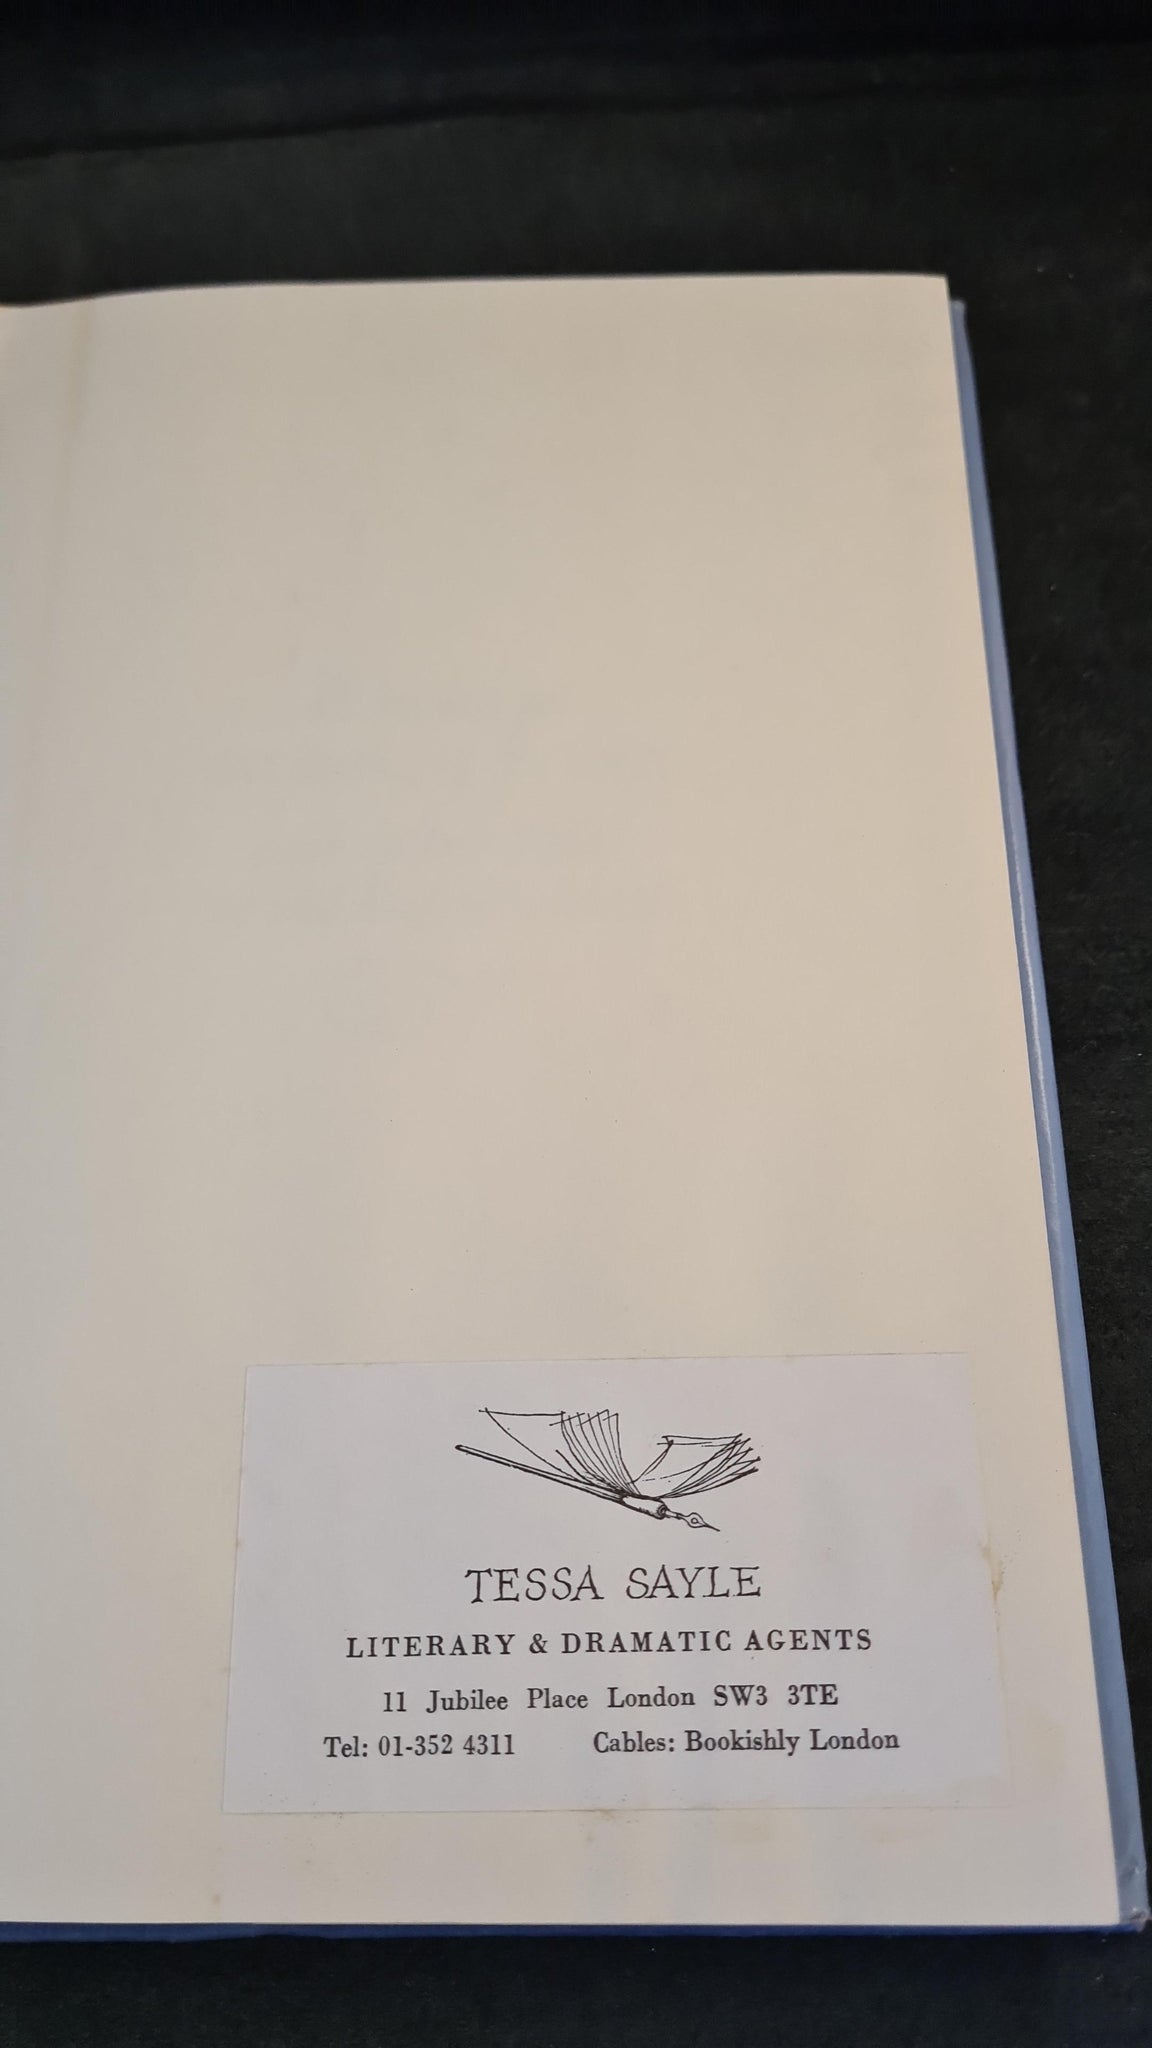 TESSA SAYLE
LITERARY & DRAMATIC AGENTS
11 Jubilee Place London SW3 3TE
Tel: 01-352 4311 Cables: Bookishly London